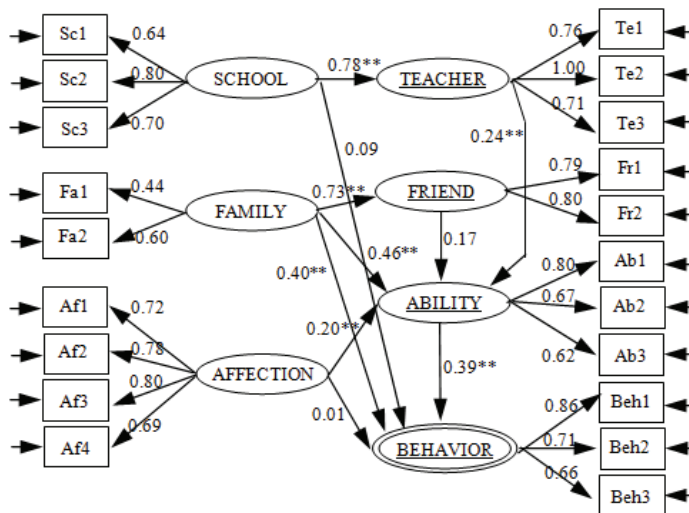 Sc1
0.64
Sc2
0.80
Sc3
0.70
SCHOOL
0.78**
TEACHER
0.76
Te1
1.00
Te2
0.71
Te3
0.24**
0.09
Fa1
0.44
Fa2
0.60
FAMILY
0.73**
FRIEND
0.79
Fr1
0.80
Fr2
0.17
0.46**
0.40**
ABILITY
0.80
Ab1
0.67
Ab2
0.62
Ab3
Af1
0.72
Af2
0.78
Af3
0.80
Af4
0.69
AFFECTION
0.20**
0.01
0.39**
BEHAVIOR
0.86
Beh1
0.71
Beh2
0.66
Beh3